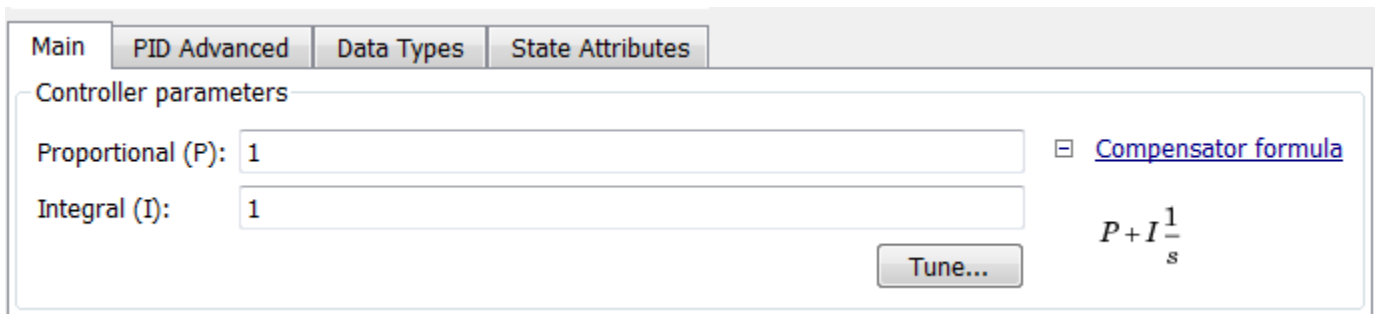 Main PID Advanced Data Types State Attributes
Controller parameters
Proportional (P): 1
Compensator formula
Integral (I): 1
P + I 1/s
Tune...